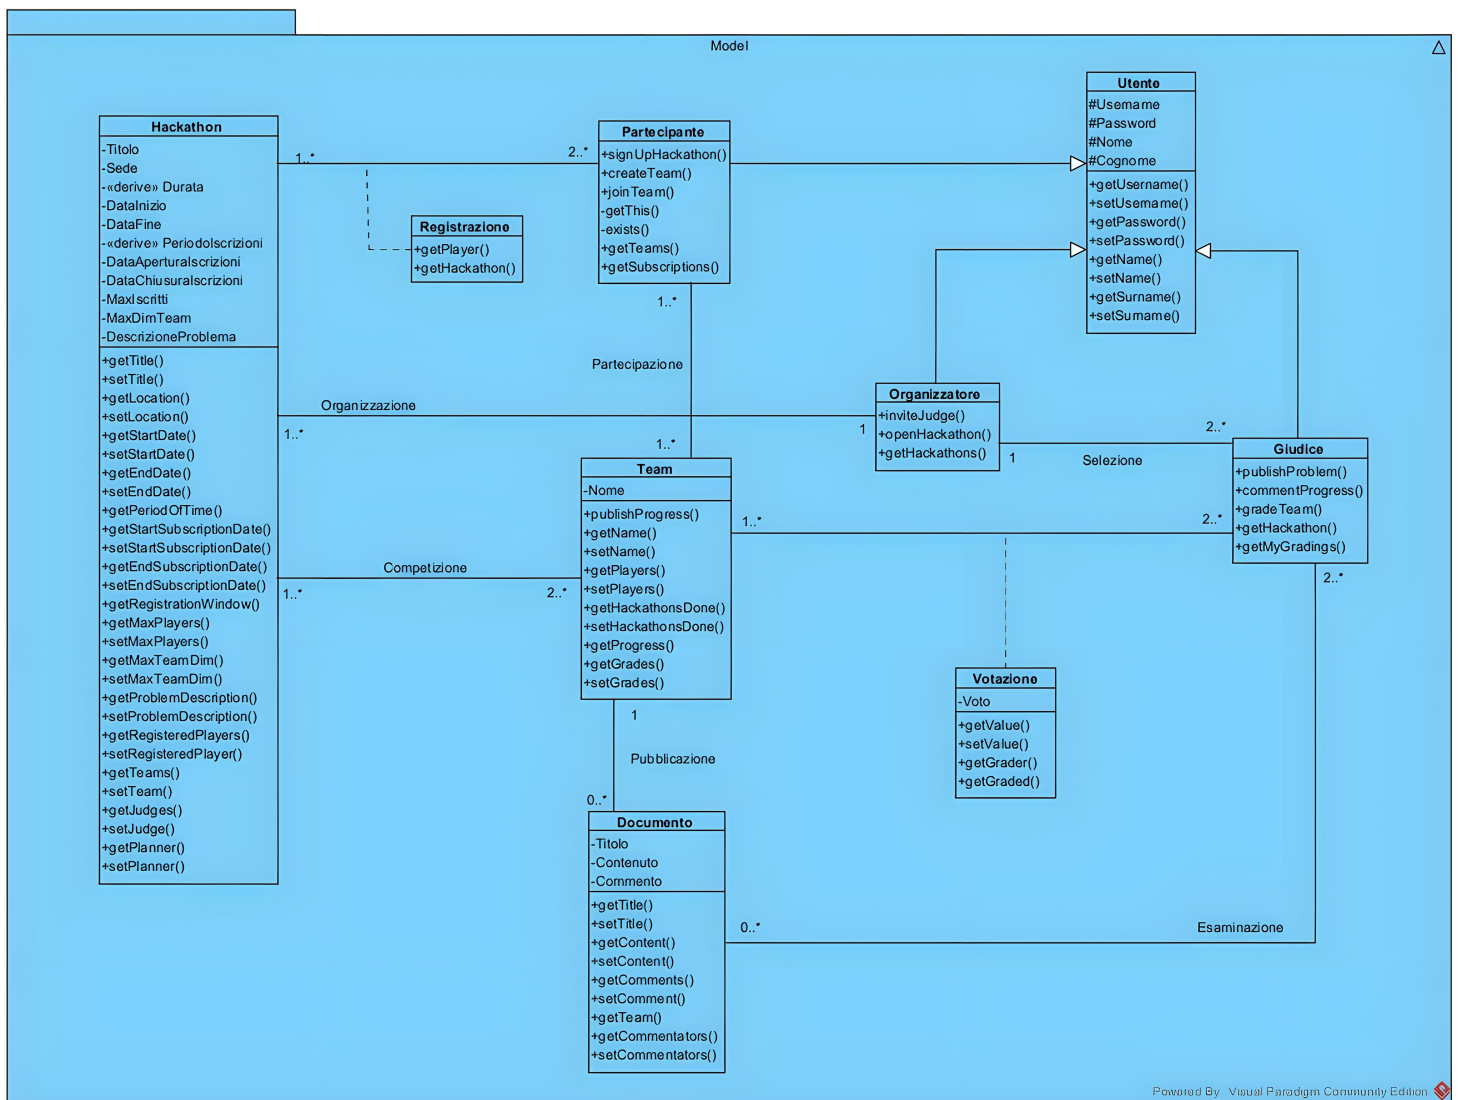 Model
Hackathon
-Titolo
-Sede
-«derive» Durata
-DataInizio
-DataFine
-«derive» PeriodoIscrizioni
-DataAperturaIscrizioni
-DataChiusuraIscrizioni
-MaxIscritti
-MaxDimTeam
-DescrizioneProblema
+getTitle()
+setTitle()
+getLocation()
+setLocation()
+getStartDate()
+setStartDate()
+getEndDate()
+setEndDate()
+getPeriodOfTime()
+getStartSubscriptionDate()
+setStartSubscriptionDate()
+getEndSubscriptionDate()
+setEndSubscriptionDate()
+getRegistrationWindow()
+getMaxPlayers()
+setMaxPlayers()
+getMaxTeamDim()
+setMaxTeamDim()
+getProblemDescription()
+setProblemDescription()
+getRegisteredPlayers()
+setRegisteredPlayer()
+getTeams()
+setTeam()
+getJudges()
+setJudge()
+getPlanner()
+setPlanner()
1..*
2..*
Registrazione
+getPlayer()
+getHackathon()
Partecipante
+signUpHackathon()
+createTeam()
+joinTeam()
-getThis()
-exists()
+getTeams()
+getSubscriptions()
Utente
#Username
#Password
#Nome
#Cognome
+getUsername()
+setUsername()
+getPassword()
+setPassword()
+getName()
+setName()
+getSurname()
+setSurname()
1..*
Partecipazione
1..*
Organizzazione
1..*
1
Organizzatore
+inviteJudge()
+openHackathon()
+getHackathons()
1
Selezione
2..*
Giudice
+publishProblem()
+commentProgress()
+gradeTeam()
+getHackathon()
+getMyGradings()
Team
-Nome
+publishProgress()
+getName()
+setName()
+getPlayers()
+setPlayers()
+getHackathonsDone()
+setHackathonsDone()
+getProgress()
+getGrades()
+setGrades()
1..*
2..*
Competizione
1..*
2..*
2..*
Votazione
-Voto
+getValue()
+setValue()
+getGrader()
+getGraded()
1
Pubblicazione
0..*
Documento
-Titolo
-Contenuto
-Commento
+getTitle()
+setTitle()
+getContent()
+setContent()
+getComments()
+setComment()
+getTeam()
+getCommentators()
+setCommentators()
0..*
Esaminazione
Powered By Visual Paradigm Community Edition